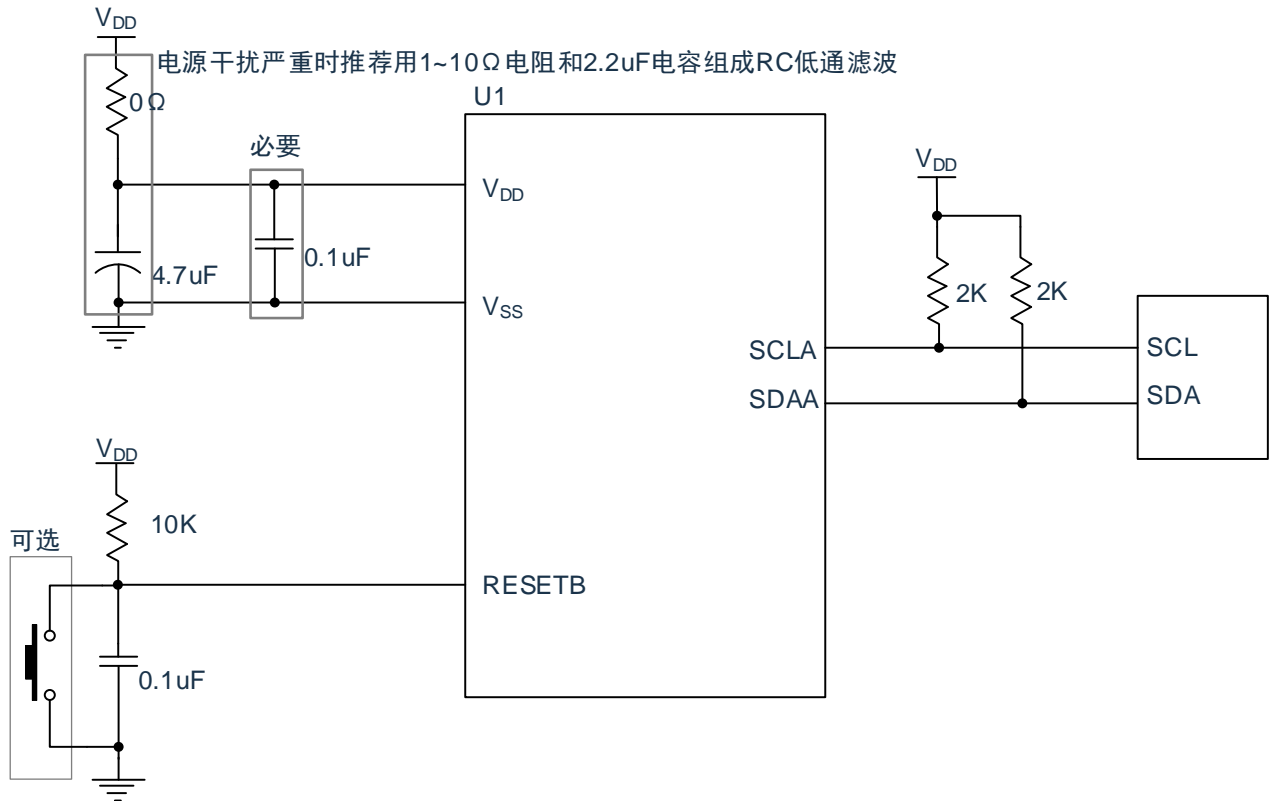 VDD
电源干扰严重时推荐用1~10Ω电阻和2.2uF电容组成RC低通滤波
0Ω
U1
必要
VDD
VDD
0.1uF
4.7uF
2K
2K
VSS
SCLA
SCL
SDAA
SDA
VDD
10K
可选
RESETB
0.1uF